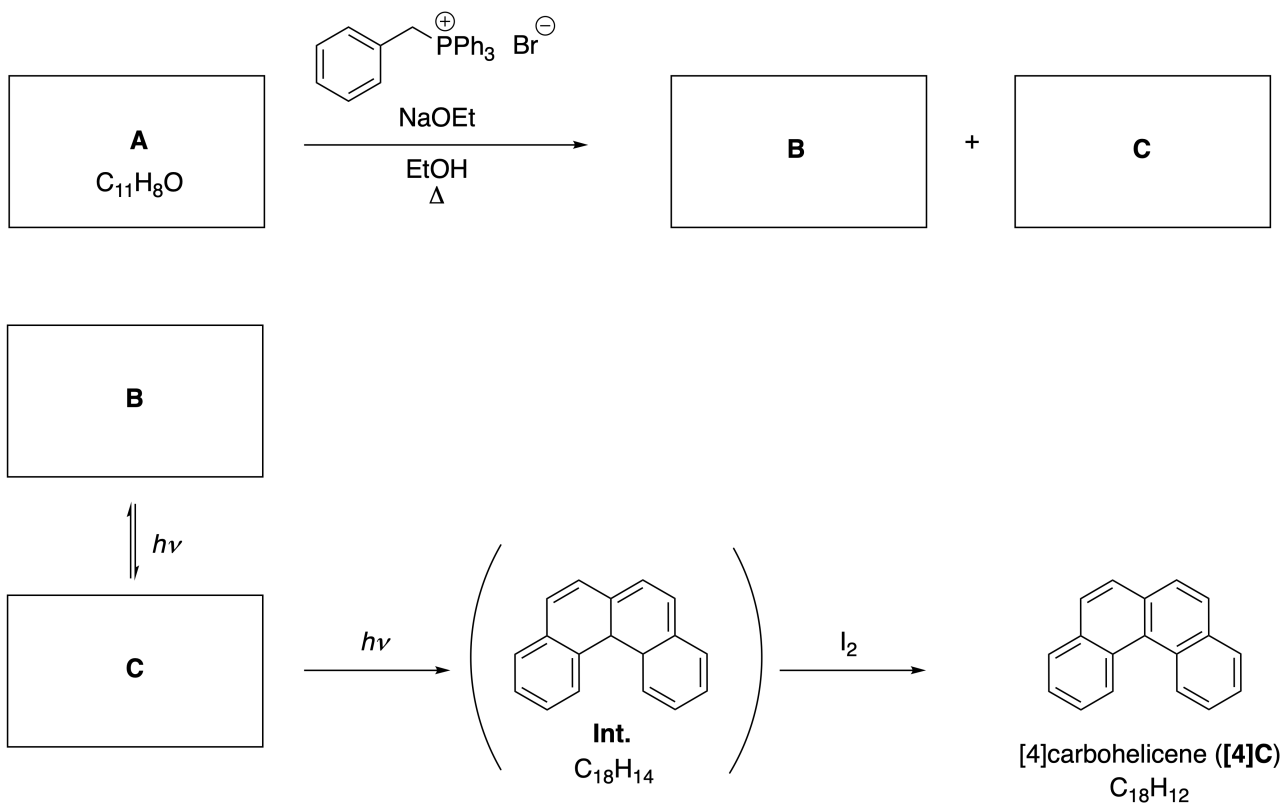 ⊕
PPh3 Br⊖
NaOEt
EtOH
Δ
A
C11H8O
B
+
C
B
hν
C
hν
I2
Int.
C18H14
[4]carbohelicene ([4]C)
C18H12